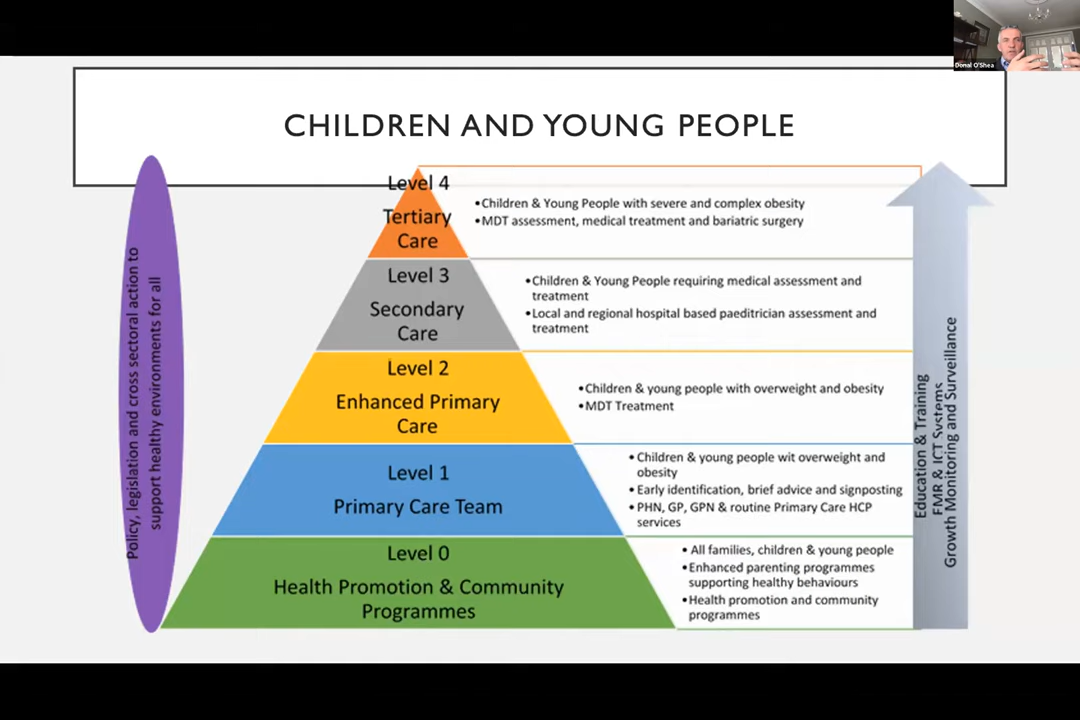 Donal O'Shea
CHILDREN AND YOUNG PEOPLE
Policy, legislation and cross sectoral action to
support healthy environments for all
Level 4
Tertiary
Care
•Children & Young People with severe and complex obesity
•MDT assessment, medical treatment and bariatric surgery
Level 3
Secondary
Care
•Children & Young People requiring medical assessment and
treatment
•Local and regional hospital based paeditrician assessment and
treatment
Level 2
Enhanced Primary
Care
•Children & young people with overweight and obesity
•MDT Treatment
Level 1
Primary Care Team
•Children & young people wit overweight and
obesity
•Early identification, brief advice and signposting
•PHN, GP, GPN & routine Primary Care HCP
services
Level 0
Health Promotion & Community
Programmes
•All families, children & young people
•Enhanced parenting programmes
supporting healthy behaviours
•Health promotion and community
programmes
Education & Training
EMR & ICT Systems
Growth Monitoring and Surveillance